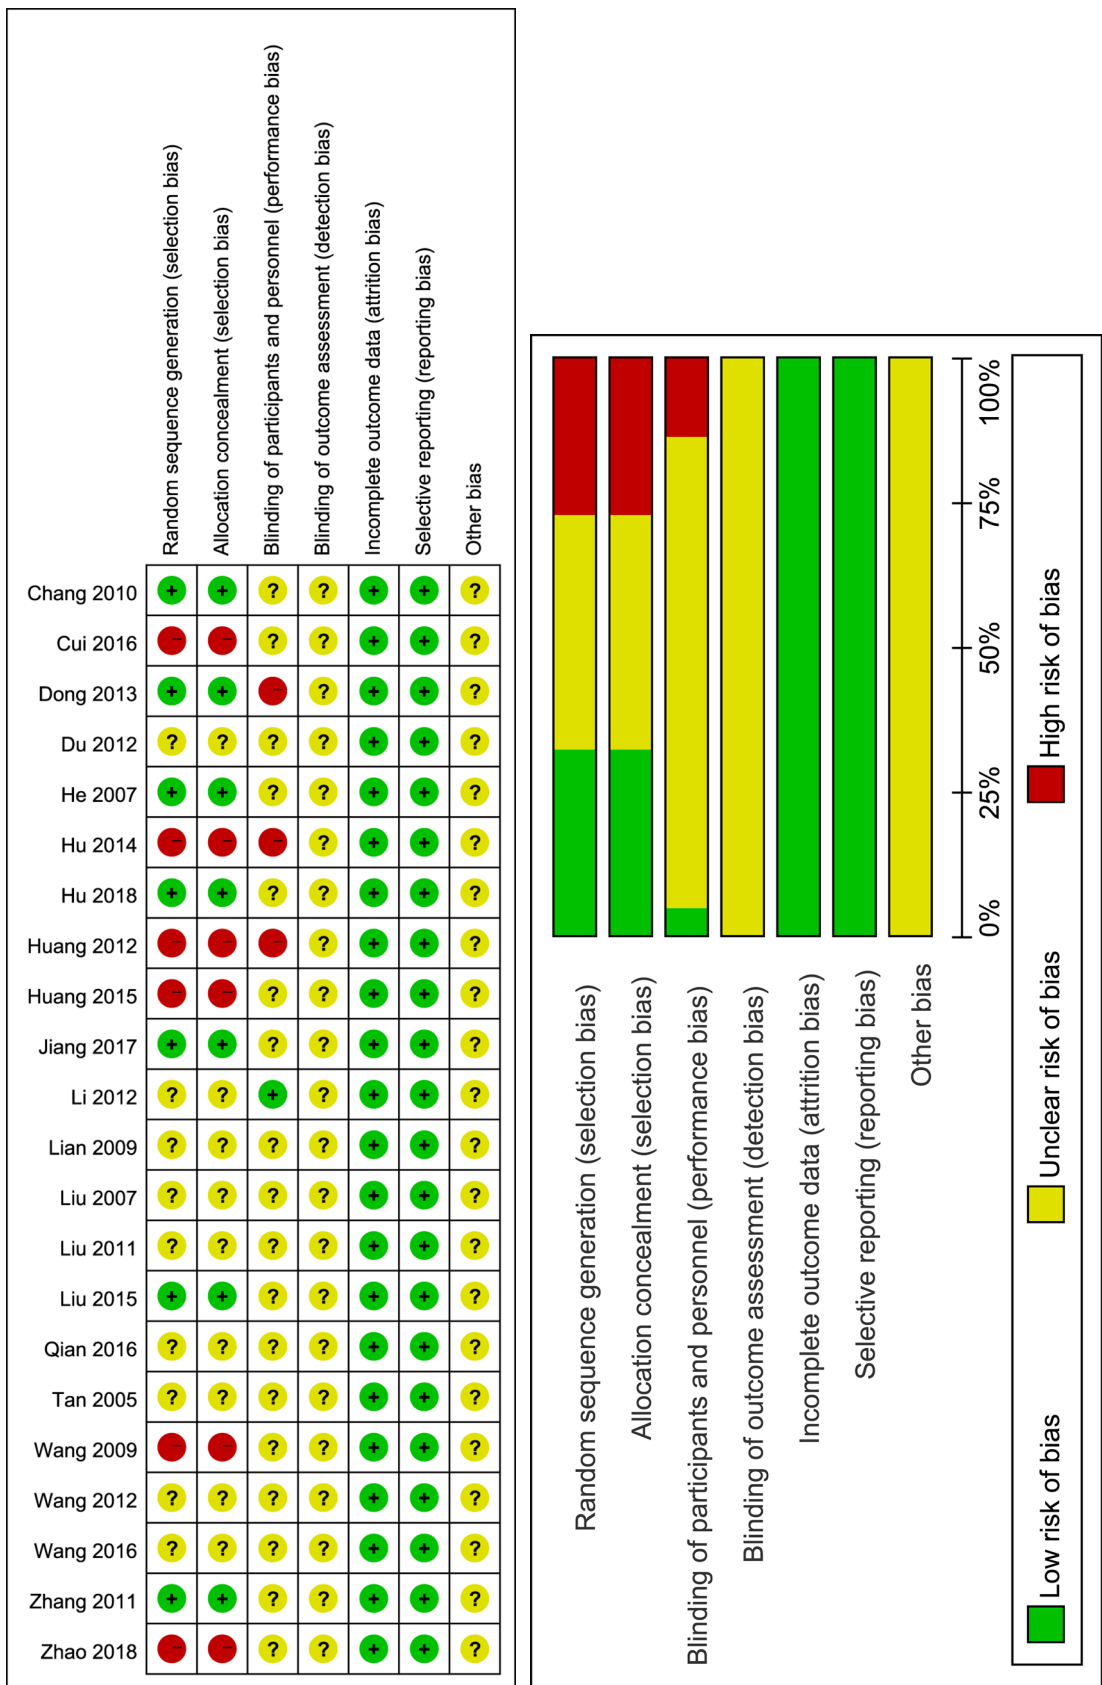 Random sequence generation (selection bias)
Allocation concealment (selection bias)
Blinding of participants and personnel (performance bias)
Blinding of outcome assessment (detection bias)
Incomplete outcome data (attrition bias)
Selective reporting (reporting bias)
Other bias
Chang 2010 + + ? ? + + ?
Cui 2016 - - ? ? + + ?
Dong 2013 + + - ? + + ?
Du 2012 ? ? ? ? + + ?
He 2007 + + ? ? + + ?
Hu 2014 - - - ? + + ?
Hu 2018 + + ? ? + + ?
Huang 2012 - - - ? + + ?
Huang 2015 - - ? ? + + ?
Jiang 2017 + + ? ? + + ?
Li 2012 ? ? + ? + + ?
Lian 2009 ? ? ? ? + + ?
Liu 2007 ? ? ? ? + + ?
Liu 2011 ? ? ? ? + + ?
Liu 2015 + + ? ? + + ?
Qian 2016 ? ? ? ? + + ?
Tan 2005 ? ? ? ? + + ?
Wang 2009 - - ? ? + + ?
Wang 2012 ? ? ? ? + + ?
Wang 2016 ? ? ? ? + + ?
Zhang 2011 + + ? ? + + ?
Zhao 2018 - - ? ? + + ?
Random sequence generation (selection bias)
Allocation concealment (selection bias)
Blinding of participants and personnel (performance bias)
Blinding of outcome assessment (detection bias)
Incomplete outcome data (attrition bias)
Selective reporting (reporting bias)
Other bias
0% 25% 50% 75% 100%
Low risk of bias
Unclear risk of bias
High risk of bias